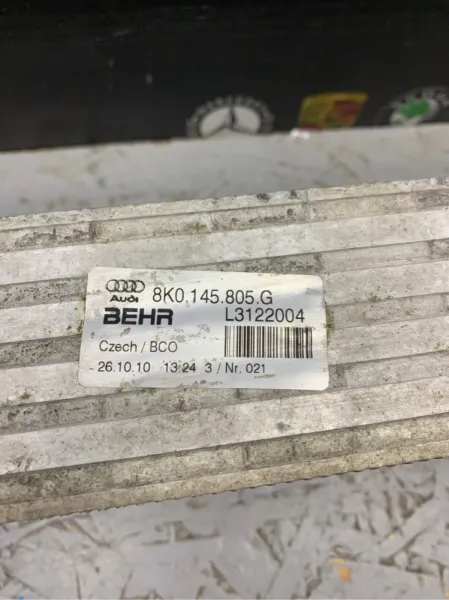 Audi 8K0.145.805.G
BEHR L3122004
Czech / BCO
26.10.10 13:24 3 / Nr. 021